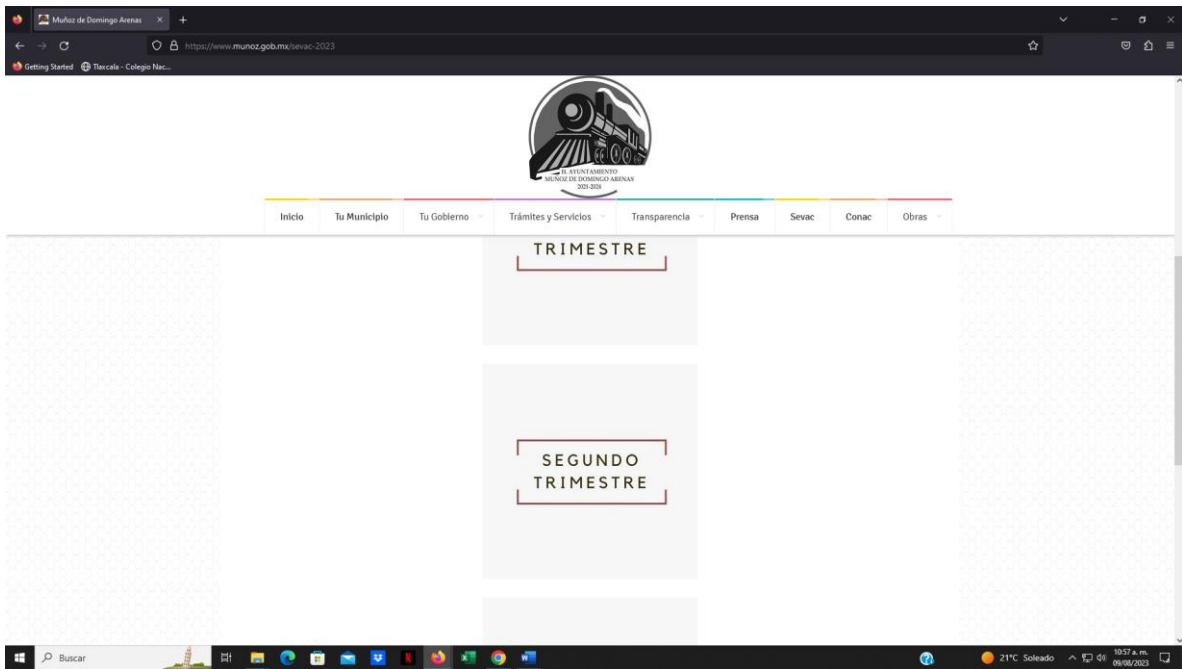 Muñoz de Domingo Arenas
https://www.munoz.gob.mx/sevac-2023
Getting Started Tlaxcala - Colegio Nac...
H. AYUNTAMIENTO
MUÑOZ DE DOMINGO ARENAS
2021-2024
Inicio Tu Municipio Tu Gobierno Trámites y Servicios Transparencia Prensa Sevac Conac Obras
TRIMESTRE
SEGUNDO
TRIMESTRE
Buscar
21°C Soleado
10:57 a. m.
09/08/2023